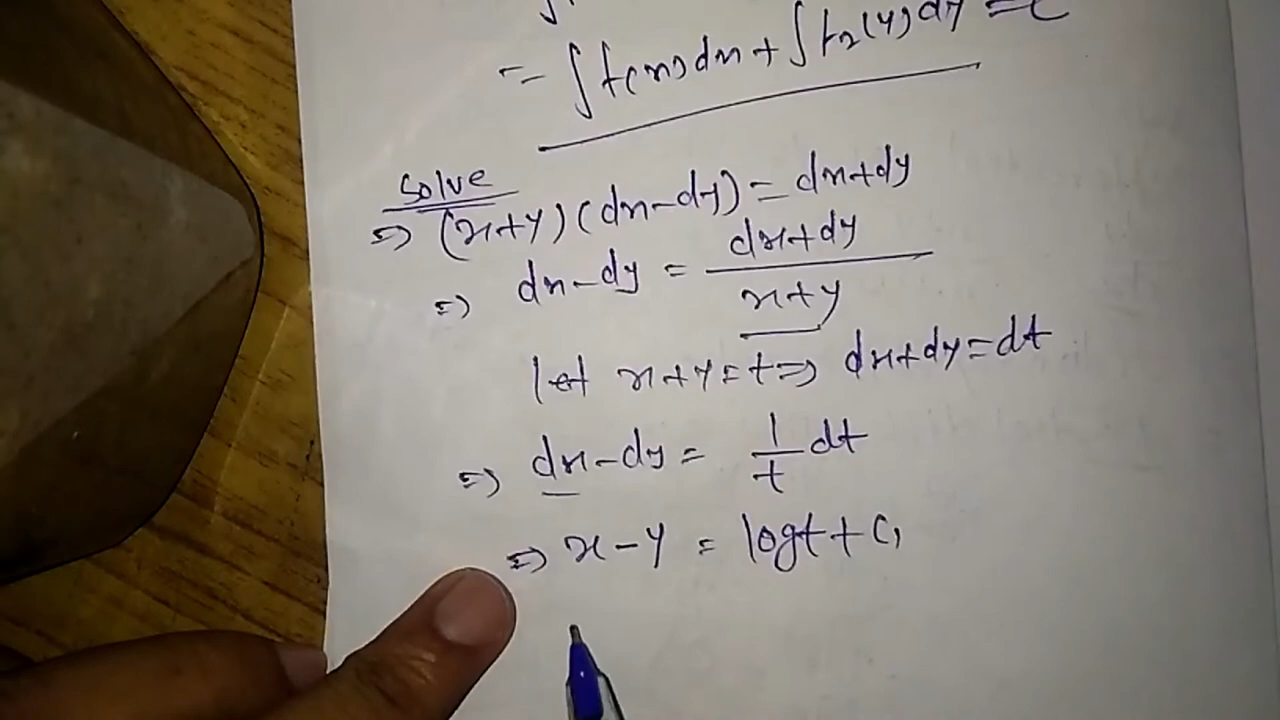 = ∫f(x)dx + ∫f₂(y)dy = C
Solve
⇒ (x+y)(dx-dy) = dx+dy
⇒ dx-dy = dx+dy / x+y
let x+y=t ⇒ dx+dy=dt
⇒ dx-dy = 1/t dt
⇒ x-y = logt + C₁